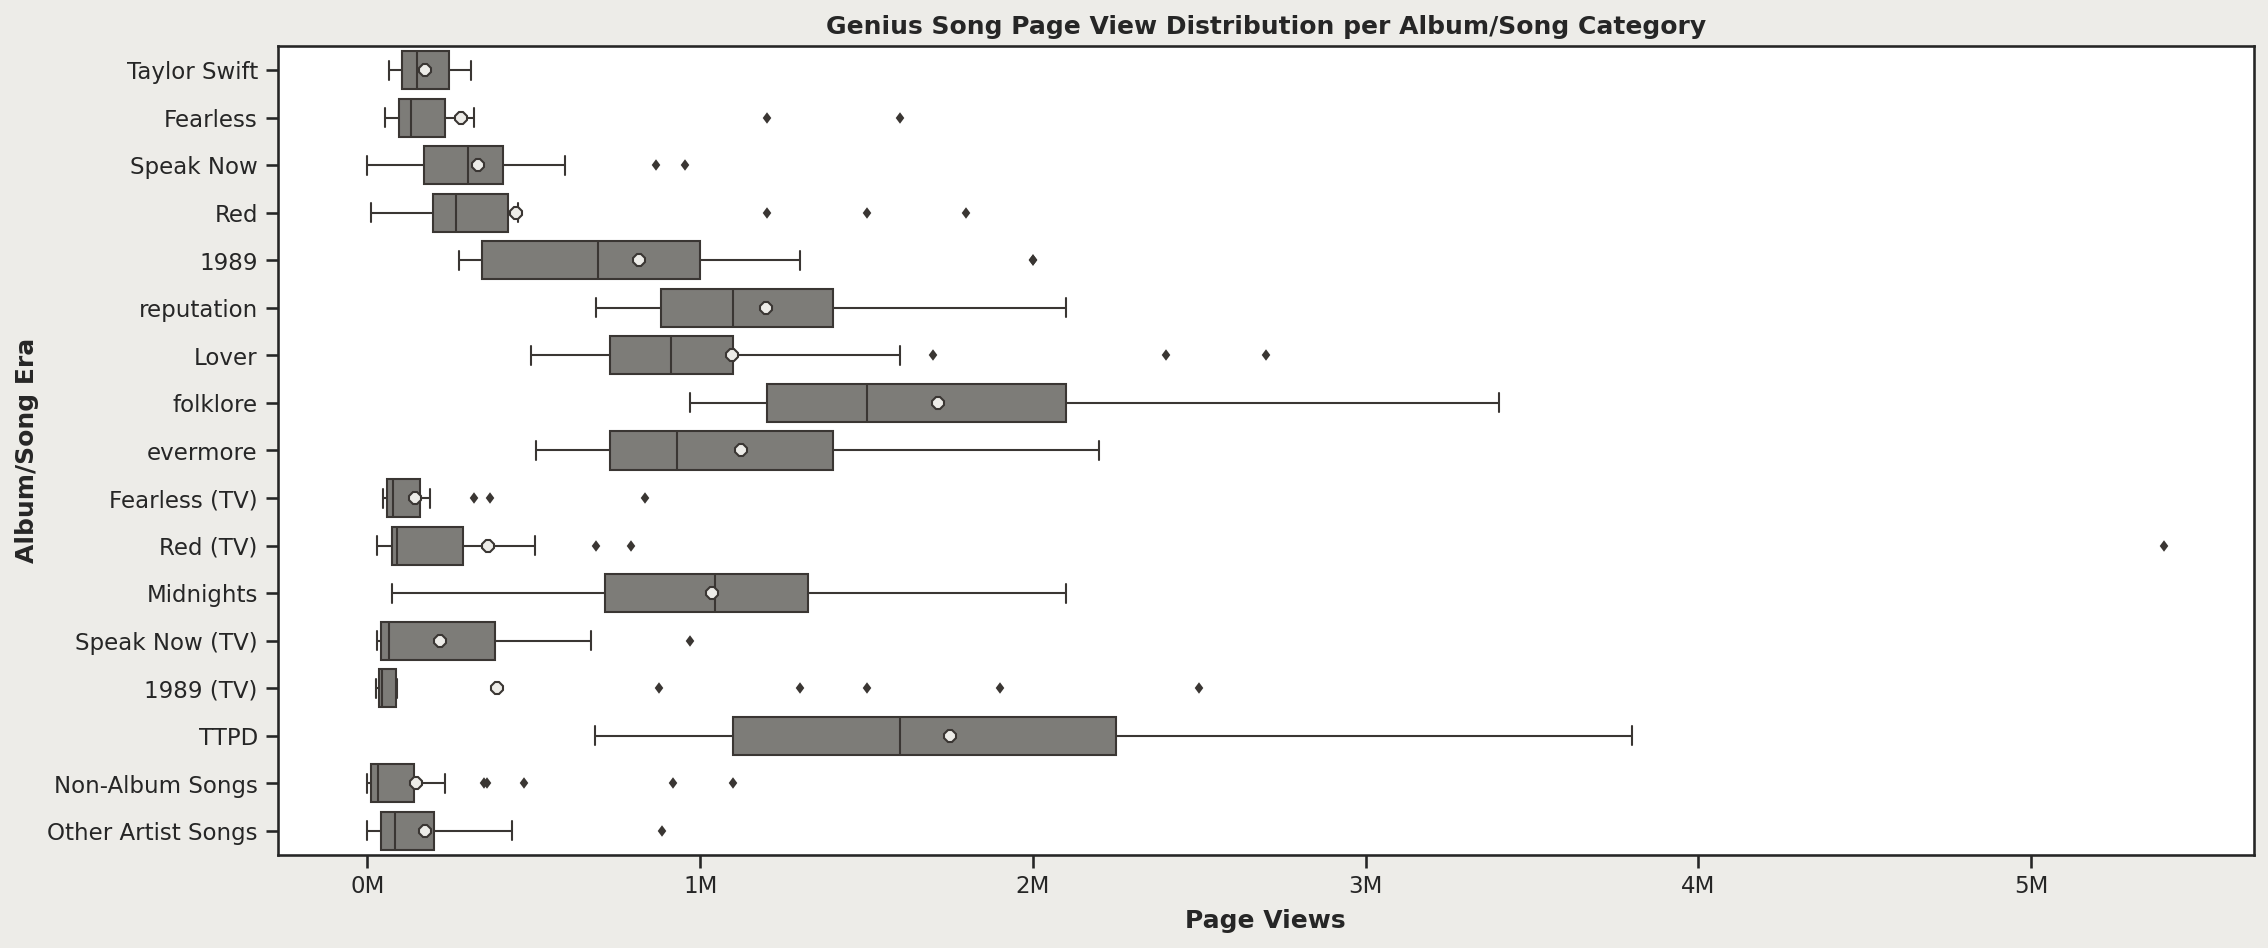 Genius Song Page View Distribution per Album/Song Category
Album/Song Era
Taylor Swift
Fearless
Speak Now
Red
1989
reputation
Lover
folklore
evermore
Fearless (TV)
Red (TV)
Midnights
Speak Now (TV)
1989 (TV)
TTPD
Non-Album Songs
Other Artist Songs
0M 1M 2M 3M 4M 5M
Page Views